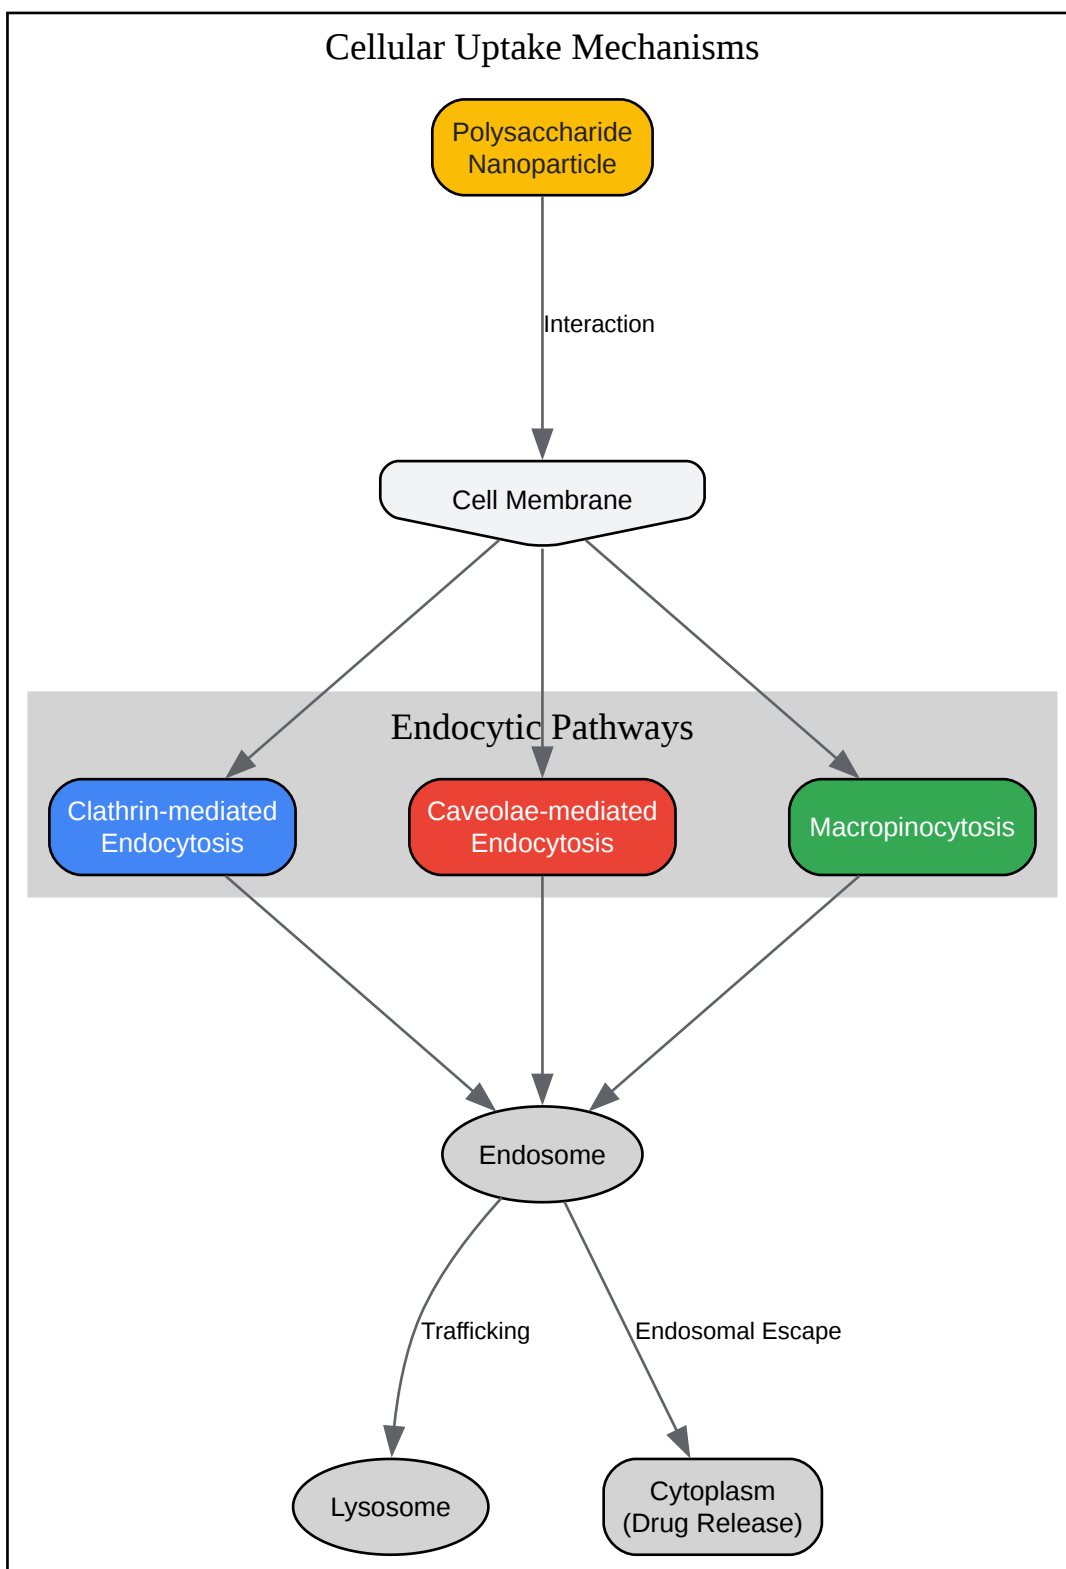 Cellular Uptake Mechanisms
Polysaccharide
Nanoparticle
Interaction
Cell Membrane
Endocytic Pathways
Clathrin-mediated
Endocytosis
Caveolae-mediated
Endocytosis
Macropinocytosis
Endosome
Trafficking
Endosomal Escape
Lysosome
Cytoplasm
(Drug Release)